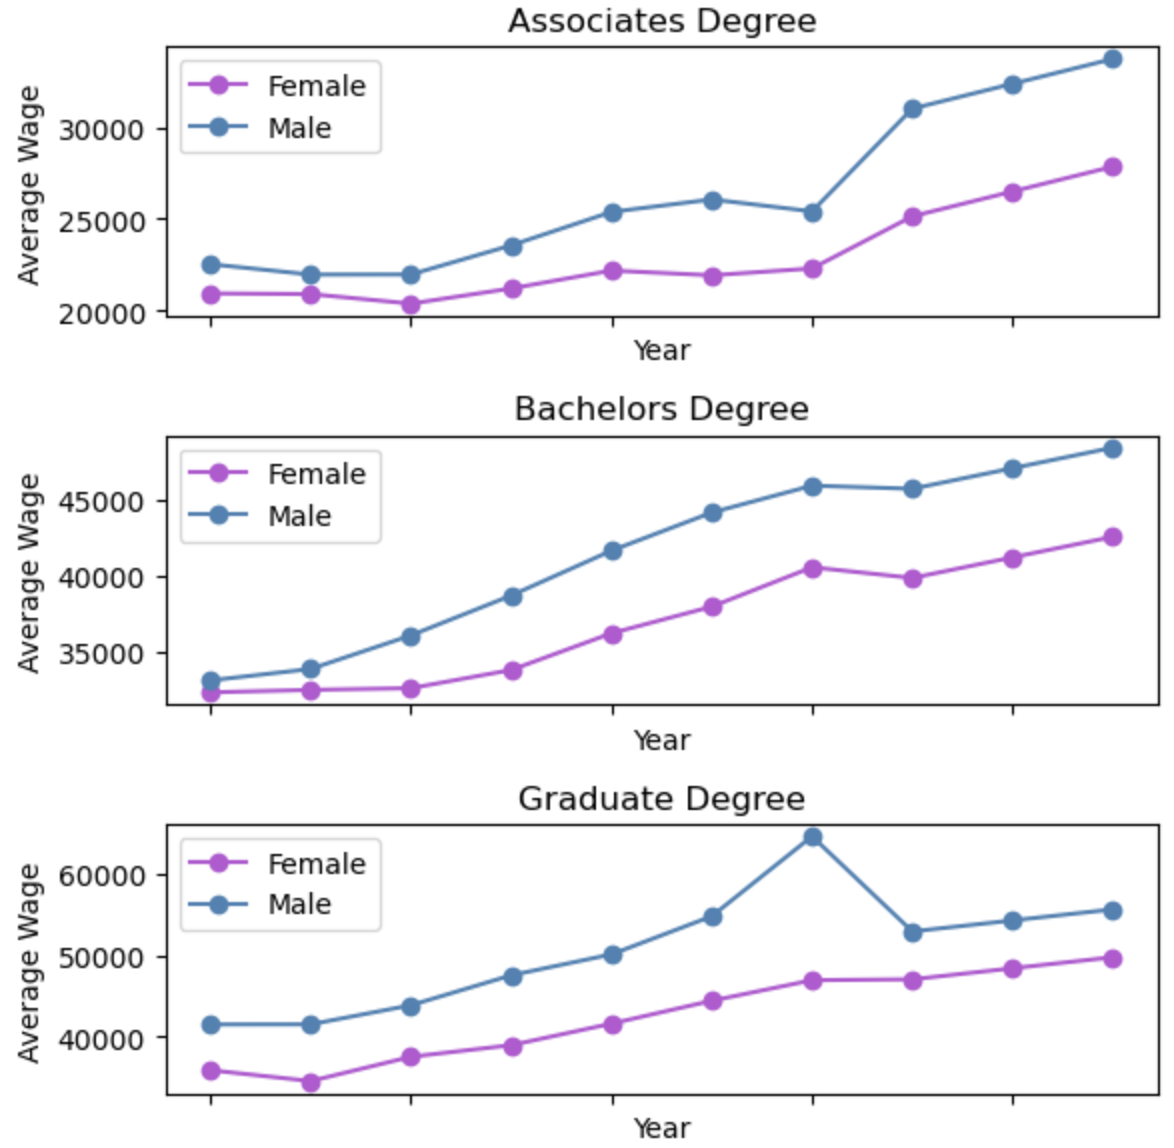 Associates Degree
Female
Male
Average Wage
30000
25000
20000
Year
Bachelors Degree
Female
Male
Average Wage
45000
40000
35000
Year
Graduate Degree
Female
Male
Average Wage
60000
50000
40000
Year